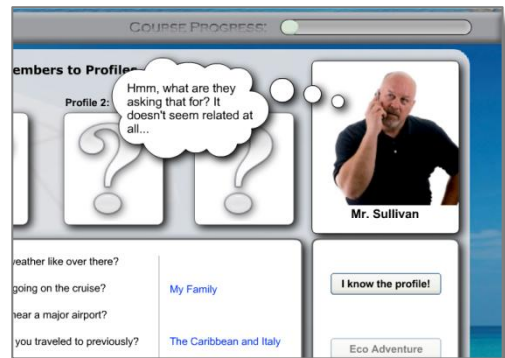 COURSE PROGRESS:
embers to Profiles
Profile 2:
Hmm, what are they
asking that for? It
doesn't seem related at
all...
Mr. Sullivan
eather like over there?
going on the cruise?
My Family
near a major airport?
you traveled to previously?
The Caribbean and Italy
I know the profile!
Eco Adventure